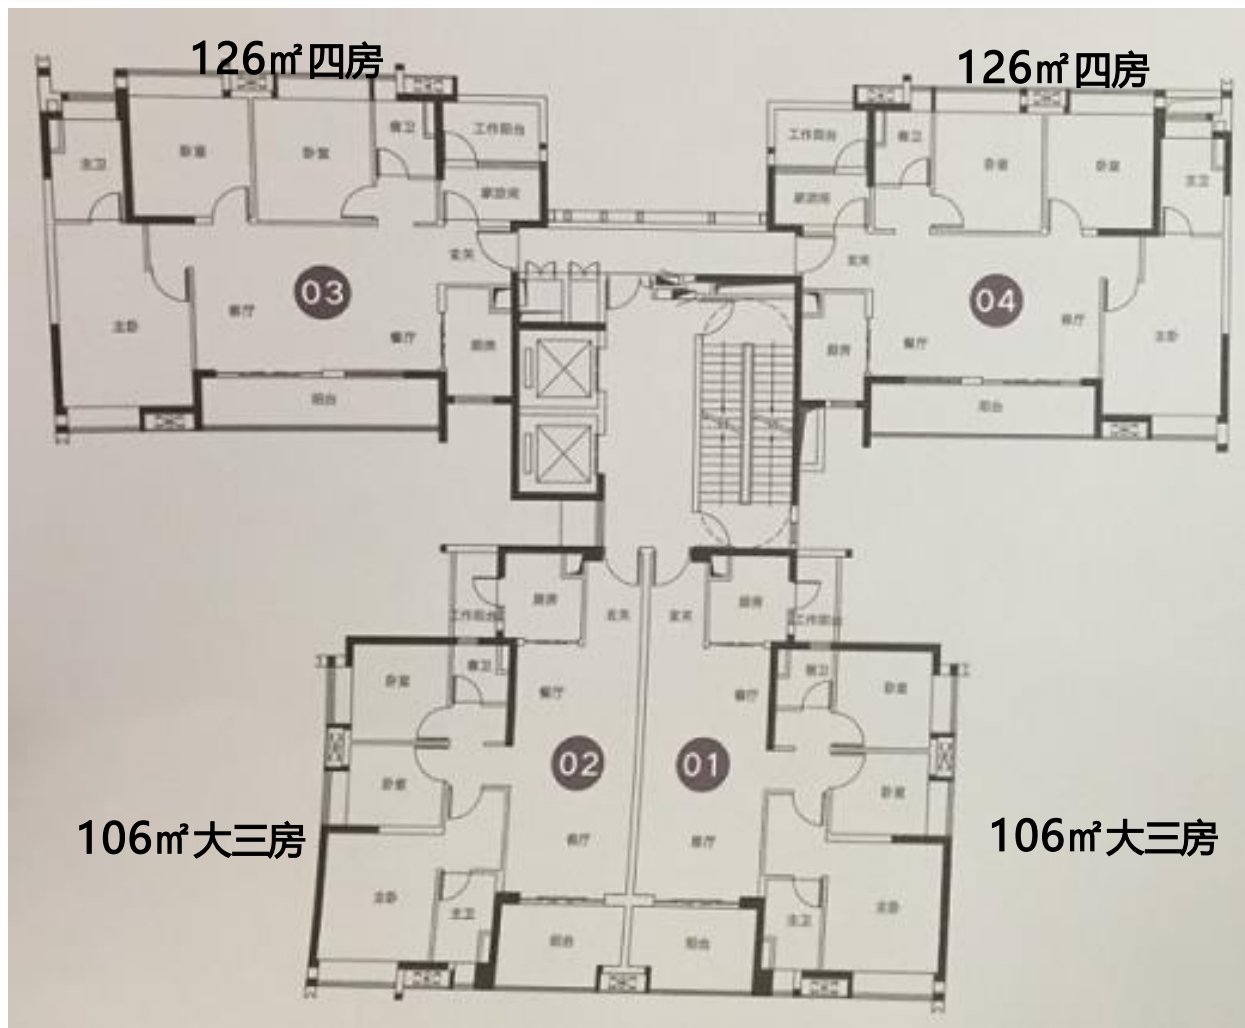 126㎡四房
126㎡四房
客卫
工作阳台
主卫
卧室
卧室
家政间
玄关
03
客厅
餐厅
厨房
主卧
阳台
工作阳台
客卫
卧室
卧室
主卫
家政间
玄关
04
客厅
餐厅
厨房
主卧
阳台
厨房
玄关
玄关
厨房
工作阳台
工作阳台
客卫
客卫
卧室
卧室
餐厅
餐厅
02
01
卧室
卧室
106㎡大三房
106㎡大三房
客厅
客厅
主卧
主卫
主卫
主卧
阳台
阳台